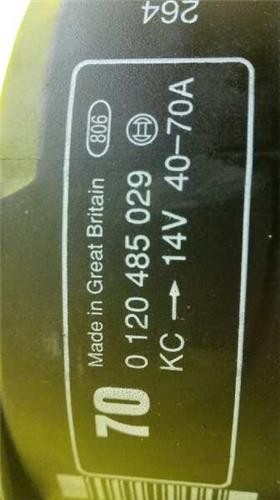 264
70 Made in Great Britain 806
0 120 485 029
KC → 14V 40-70A